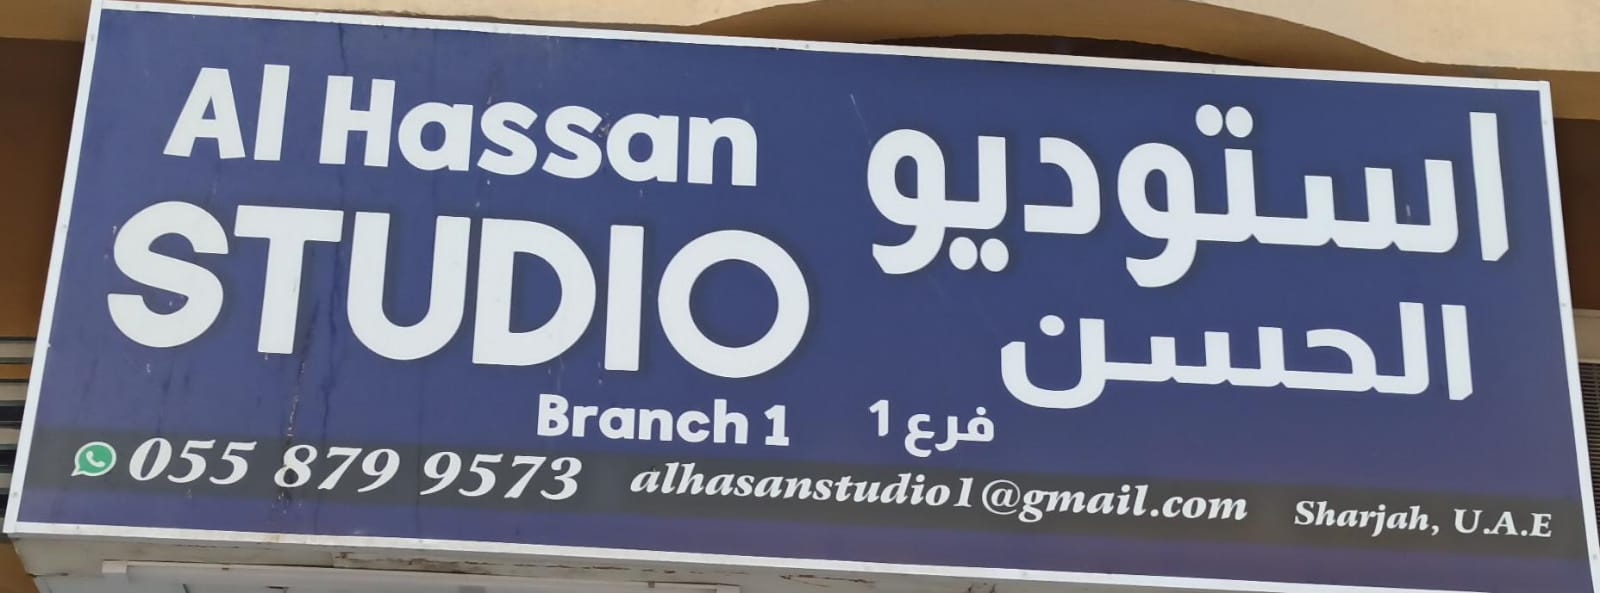 Al Hassan
STUDIO
Branch 1
استوديو
الحسن
فرع 1
055 879 9573 alhasanstudio1@gmail.com Sharjah, U.A.E